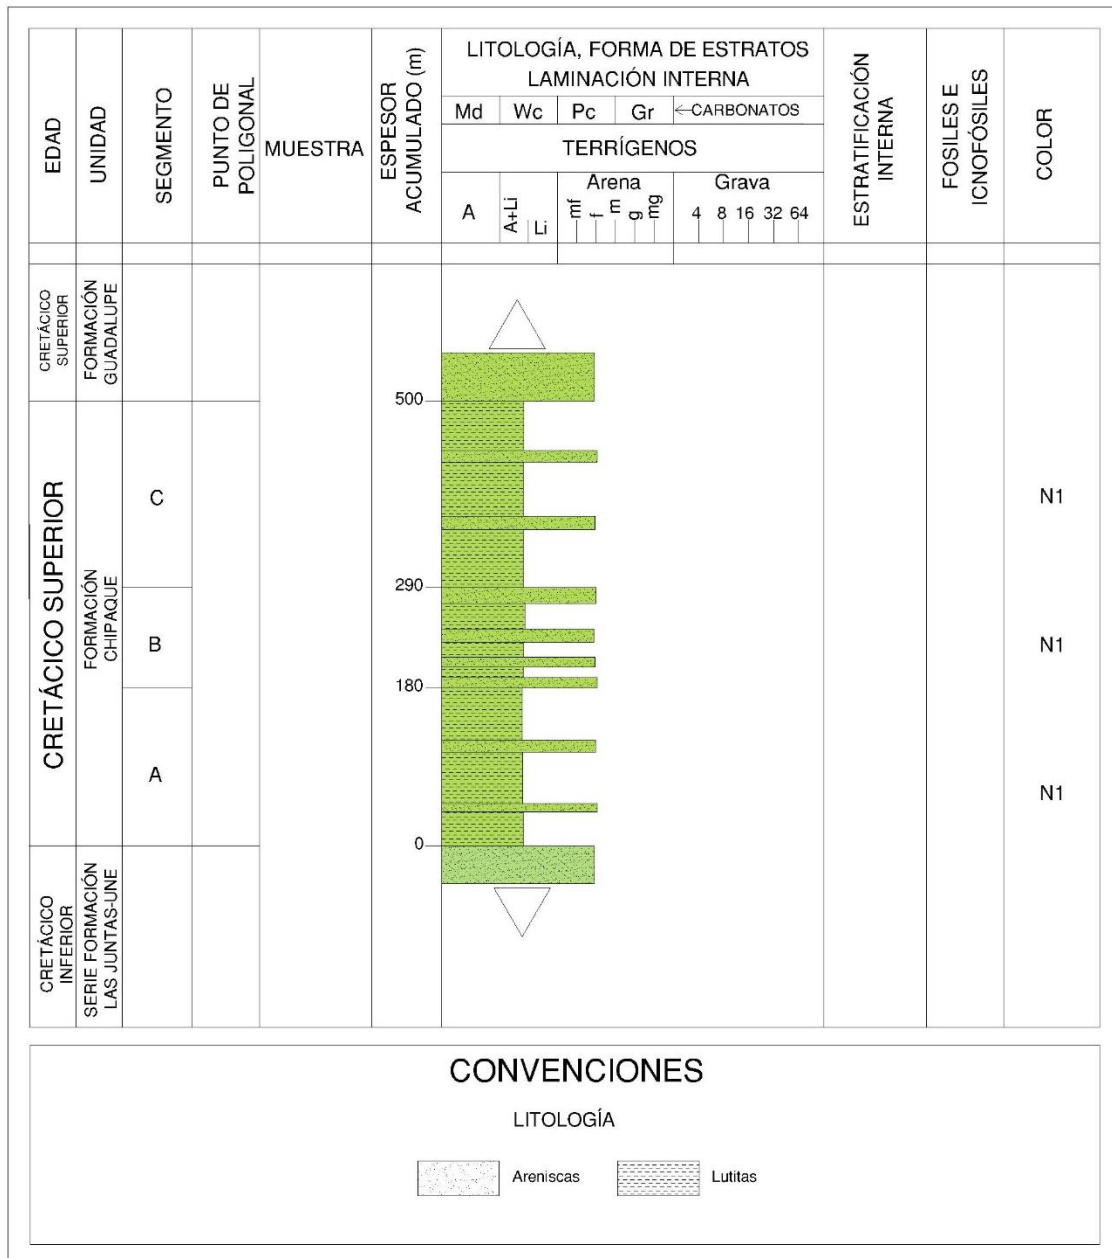 EDAD
UNIDAD
SEGMENTO
PUNTO DE
POLIGONAL
MUESTRA
ESPESOR
ACUMULADO (m)
LITOLOGÍA, FORMA DE ESTRATOS
LAMINACIÓN INTERNA
Md Wc Pc Gr ←CARBONATOS
TERRÍGENOS
A
A+Li
Li
Arena
mf
f
m
g
mg
Grava
4 8 16 32 64
ESTRATIFICACIÓN
INTERNA
FOSILES E
ICNOFÓSILES
COLOR
CRETÁCICO
SUPERIOR
FORMACIÓN
GUADALUPE
500
CRETÁCICO SUPERIOR
FORMACIÓN
CHIPAQUE
C
N1
290
B
N1
180
A
N1
0
CRETÁCICO
INFERIOR
SERIE FORMACIÓN
LAS JUNTAS-UNE
CONVENCIONES
LITOLOGÍA
Areniscas
Lutitas